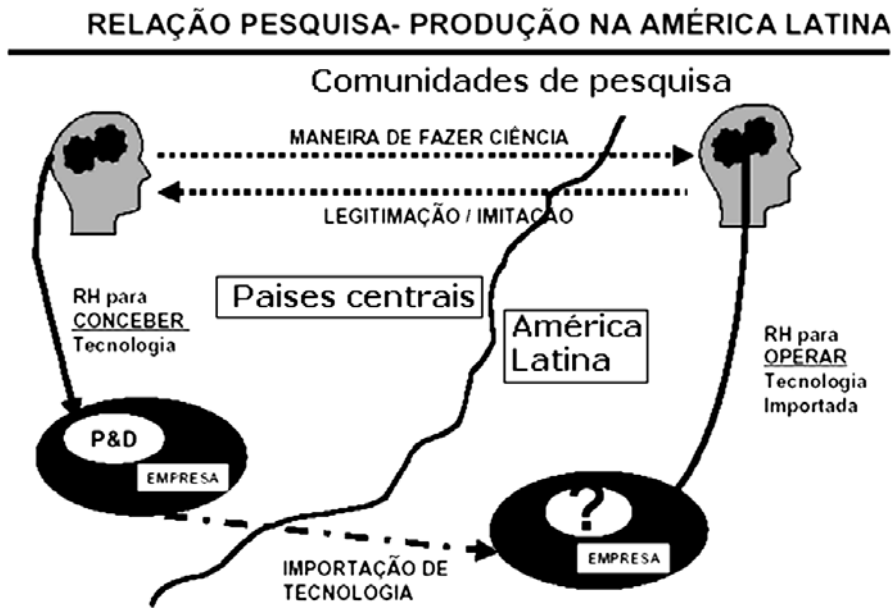 RELAÇÃO PESQUISA- PRODUÇÃO NA AMÉRICA LATINA
Comunidades de pesquisa
MANEIRA DE FAZER CIÊNCIA
LEGITIMAÇÃO / IMITACAO
Paises centrais
América
Latina
RH para
CONCEBER
Tecnologia
RH para
OPERAR
Tecnologia
Importada
P&D
EMPRESA
?
EMPRESA
IMPORTAÇÃO DE
TECNOLOGIA